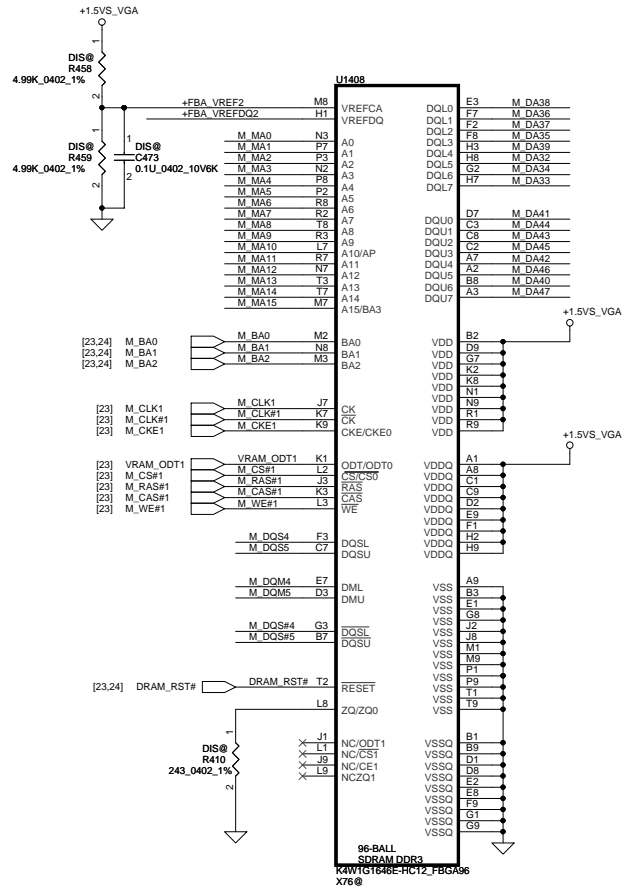 +1.5VS_VGA
1
DIS@
R458
4.99K_0402_1%
2
1
DIS@
R459
4.99K_0402_1%
2
1
DIS@
C473
0.1U_0402_10V6K
2
U1408
+FBA_VREF2 M8 VREFCA
+FBA_VREFDQ2 H1 VREFDQ
M_MA0 N3 A0
M_MA1 P7 A1
M_MA2 P3 A2
M_MA3 N2 A3
M_MA4 P8 A4
M_MA5 P2 A5
M_MA6 R8 A6
M_MA7 R2 A7
M_MA8 T8 A8
M_MA9 R3 A9
M_MA10 L7 A10/AP
M_MA11 R7 A11
M_MA12 N7 A12
M_MA13 T3 A13
M_MA14 T7 A14
M_MA15 M7 A15/BA3
[23,24] M_BA0 M_BA0 M2 BA0
[23,24] M_BA1 M_BA1 N8 BA1
[23,24] M_BA2 M_BA2 M3 BA2
[23] M_CLK1 M_CLK1 J7 CK
[23] M_CLK#1 M_CLK#1 K7 CK
[23] M_CKE1 M_CKE1 K9 CKE/CKE0
[23] VRAM_ODT1 VRAM_ODT1 K1 ODT/ODT0
[23] M_CS#1 M_CS#1 L2 CS/CS0
[23] M_RAS#1 M_RAS#1 J3 RAS
[23] M_CAS#1 M_CAS#1 K3 CAS
[23] M_WE#1 M_WE#1 L3 WE
M_DQS4 F3 DQSL
M_DQS5 C7 DQSU
M_DQM4 E7 DML
M_DQM5 D3 DMU
M_DQS#4 G3 DQSL
M_DQS#5 B7 DQSU
[23,24] DRAM_RST# DRAM_RST# T2 RESET
L8 ZQ/ZQ0
1
DIS@
R410
243_0402_1%
2
J1 NC/ODT1
L1 NC/CS1
J9 NC/CE1
L9 NCZQ1
DQL0 E3 M_DA38
DQL1 F7 M_DA36
DQL2 F2 M_DA37
DQL3 F8 M_DA35
DQL4 H3 M_DA39
DQL5 H8 M_DA32
DQL6 G2 M_DA34
DQL7 H7 M_DA33
DQU0 D7 M_DA41
DQU1 C3 M_DA44
DQU2 C8 M_DA43
DQU3 C2 M_DA45
DQU4 A7 M_DA42
DQU5 A2 M_DA46
DQU6 B8 M_DA40
DQU7 A3 M_DA47
+1.5VS_VGA
VDD B2
VDD D9
VDD G7
VDD K2
VDD K8
VDD N1
VDD N9
VDD R1
VDD R9
+1.5VS_VGA
VDDQ A1
VDDQ A8
VDDQ C1
VDDQ C9
VDDQ D2
VDDQ E9
VDDQ F1
VDDQ H2
VDDQ H9
VSS A9
VSS B3
VSS E1
VSS G8
VSS J2
VSS J8
VSS M1
VSS M9
VSS P1
VSS P9
VSS T1
VSS T9
VSSQ B1
VSSQ B9
VSSQ D1
VSSQ D8
VSSQ E2
VSSQ E8
VSSQ F9
VSSQ G1
VSSQ G9
96-BALL
SDRAM DDR3
K4W1G1646E-HC12_FBGA96
X76@